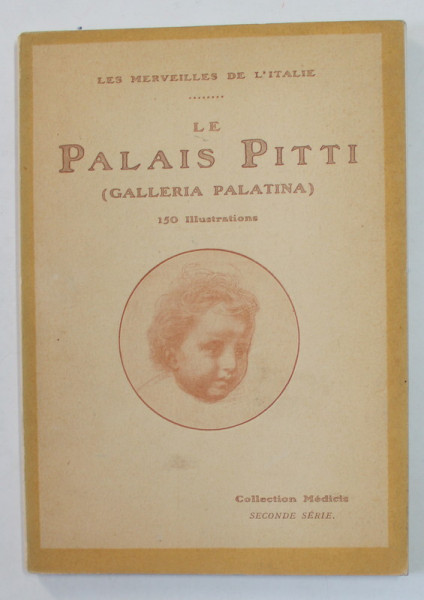 LES MERVEILLES DE L'ITALIE
........
LE
PALAIS PITTI
(GALLERIA PALATINA)
150 Illustrations
Collection Médicis
SECONDE SÉRIE.